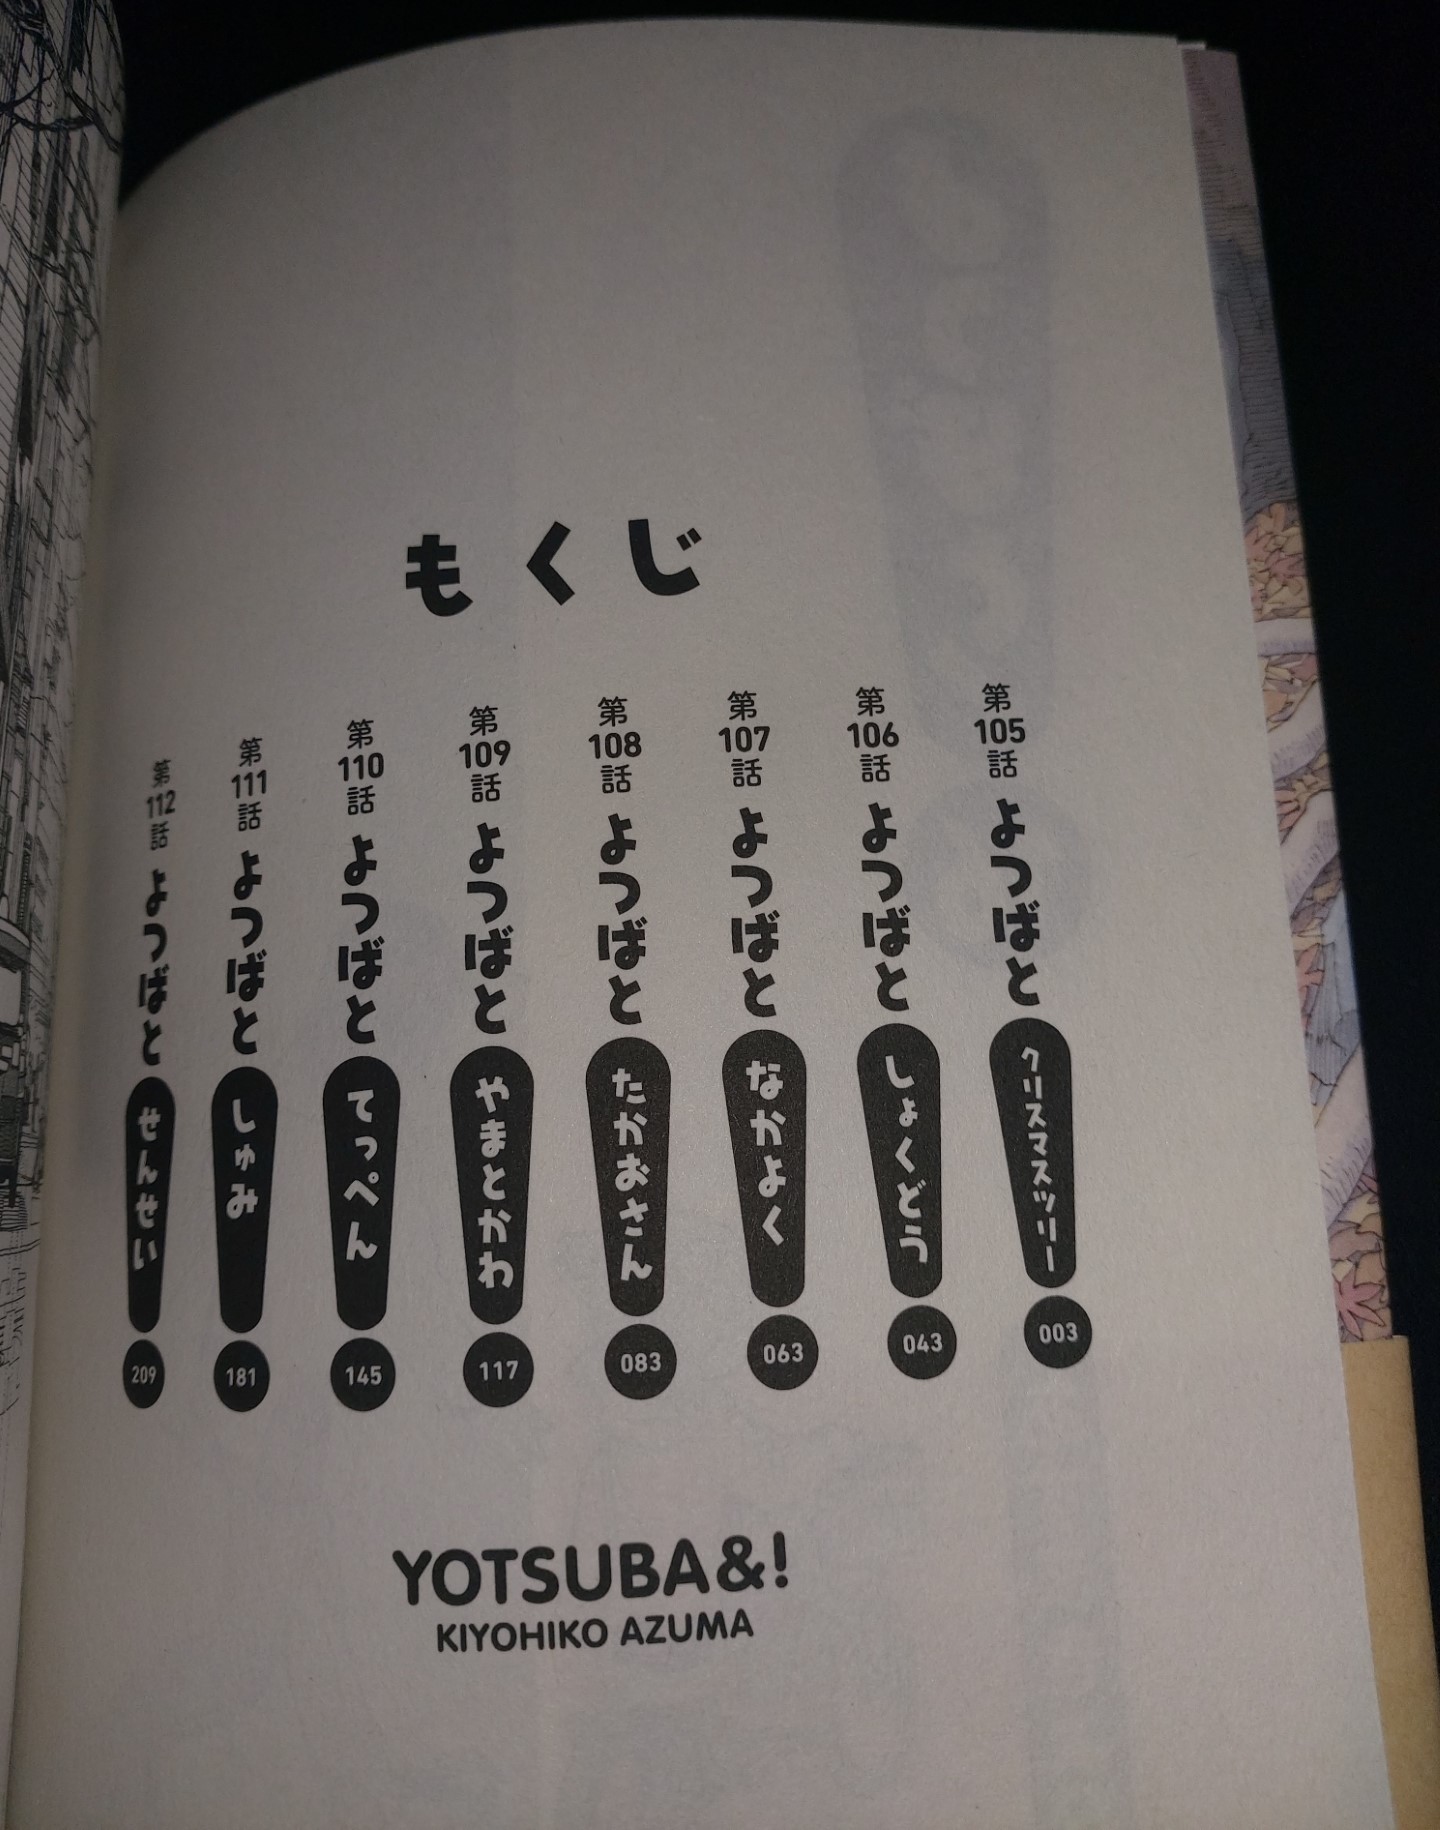 もくじ
第105話 よつばと クリスマスツリー 003
第106話 よつばと しょくどう 043
第107話 よつばと なかよく 063
第108話 よつばと たかおさん 083
第109話 よつばと やまとかわ 117
第110話 よつばと てっぺん 145
第111話 よつばと しゅみ 181
第112話 よつばと せんせい 209
YOTSUBA&!
KIYOHIKO AZUMA